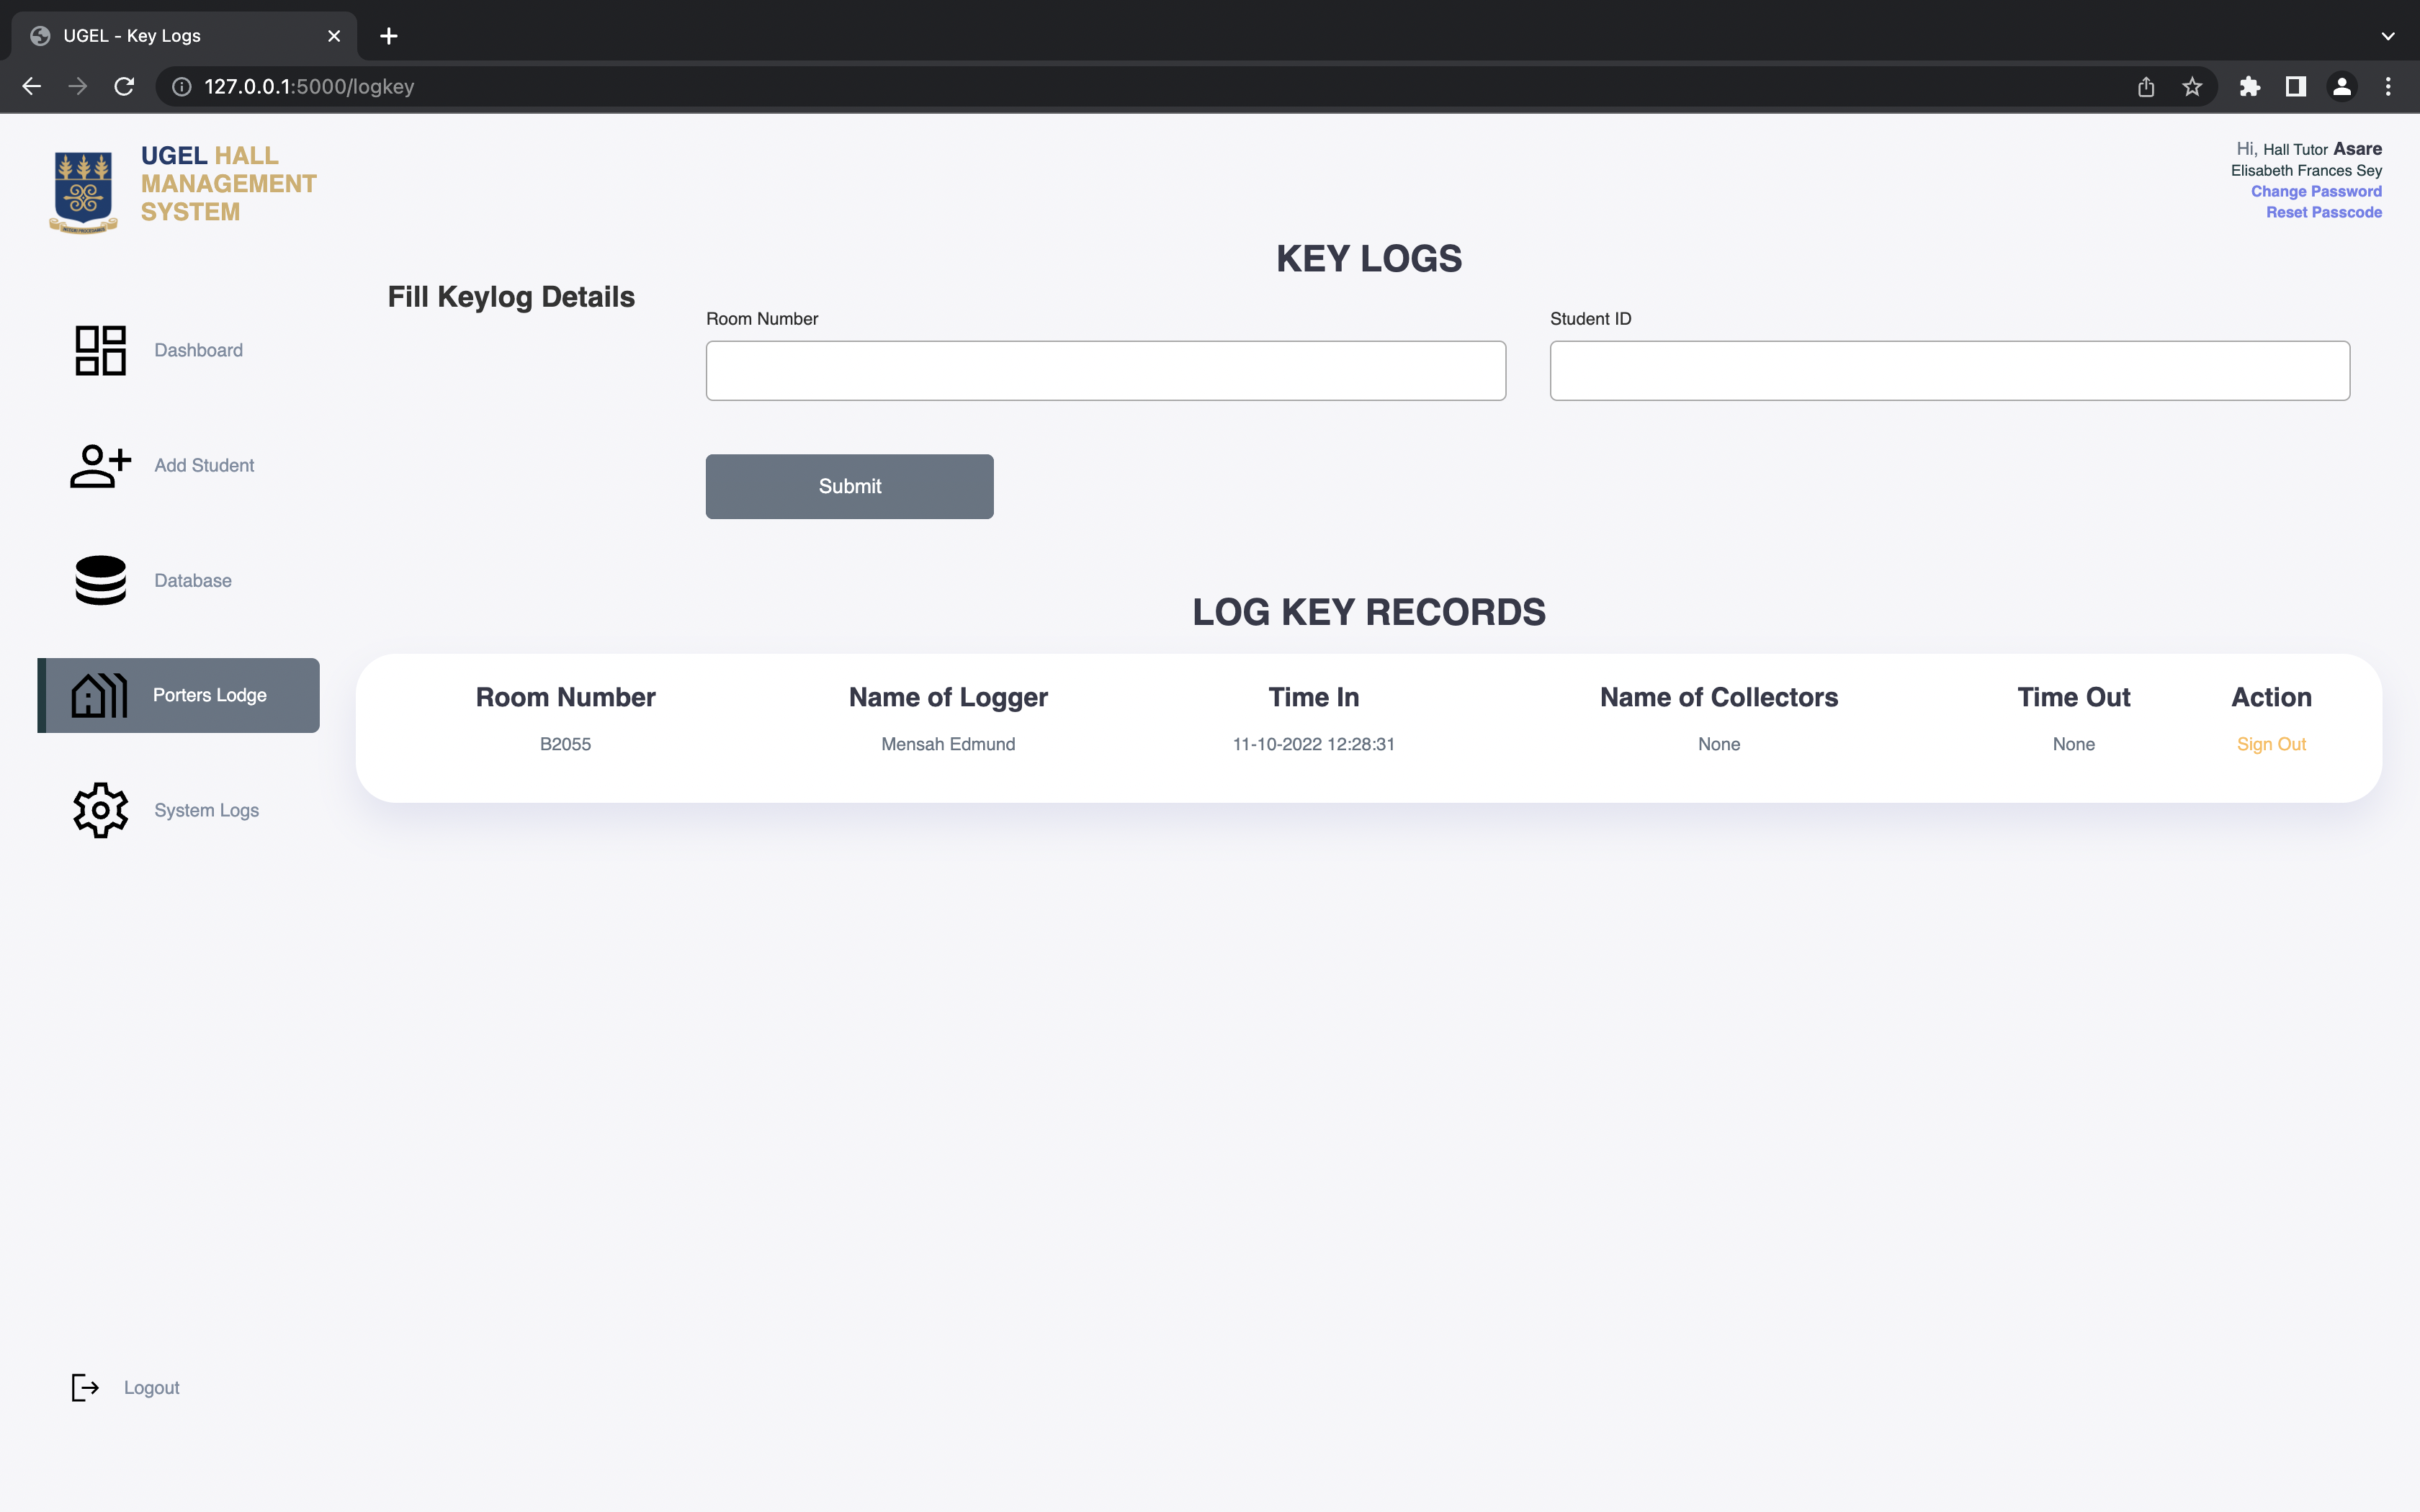 UGEL - Key Logs
127.0.0.1:5000/logkey
UGEL HALL
MANAGEMENT
SYSTEM
Hi, Hall Tutor Asare
Elisabeth Frances Sey
Change Password
Reset Passcode
KEY LOGS
Fill Keylog Details
Room Number
Student ID
Submit
Dashboard
Add Student
Database
Porters Lodge
System Logs
LOG KEY RECORDS
Room Number Name of Logger Time In Name of Collectors Time Out Action
B2055 Mensah Edmund 11-10-2022 12:28:31 None None Sign Out
Logout